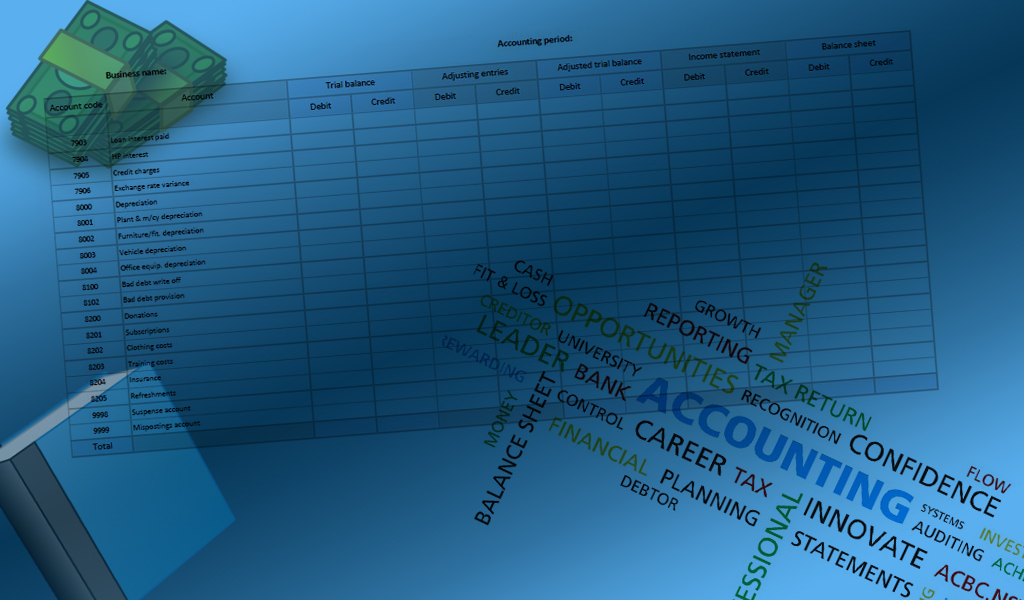 Accounting period:
Business name:
Trial balance Adjusting entries Adjusted trial balance Income statement Balance sheet
Account code Account Debit Credit Debit Credit Debit Credit Debit Credit Debit Credit
7903 Loan interest paid
7904 HP interest
7905 Credit charges
7906 Exchange rate variance
8000 Depreciation
8001 Plant & m/cy depreciation
8002 Furniture/fit. depreciation
8003 Vehicle depreciation
8004 Office equip. depreciation
8100 Bad debt write off
8102 Bad debt provision
8200 Donations
8201 Subscriptions
8202 Clothing costs
8203 Training costs
8204 Insurance
8205 Refreshments
9998 Suspense account
9999 Mispostings account
Total
CASH
FIT & LOSS
CREDITOR
OPPORTUNITIES
LEADER
UNIVERSITY
REWARDING
BANK
REPORTING
GROWTH
MANAGER
TAX RETURN
RECOGNITION
CONFIDENCE
ACCOUNTING
MONEY
BALANCE SHEET
CONTROL
FINANCIAL
CAREER
TAX
PLANNING
DEBTOR
ESSIONAL
INNOVATE
STATEMENTS
SYSTEMS
AUDITING
FLOW
INVEST
ACH
ACBC.NS